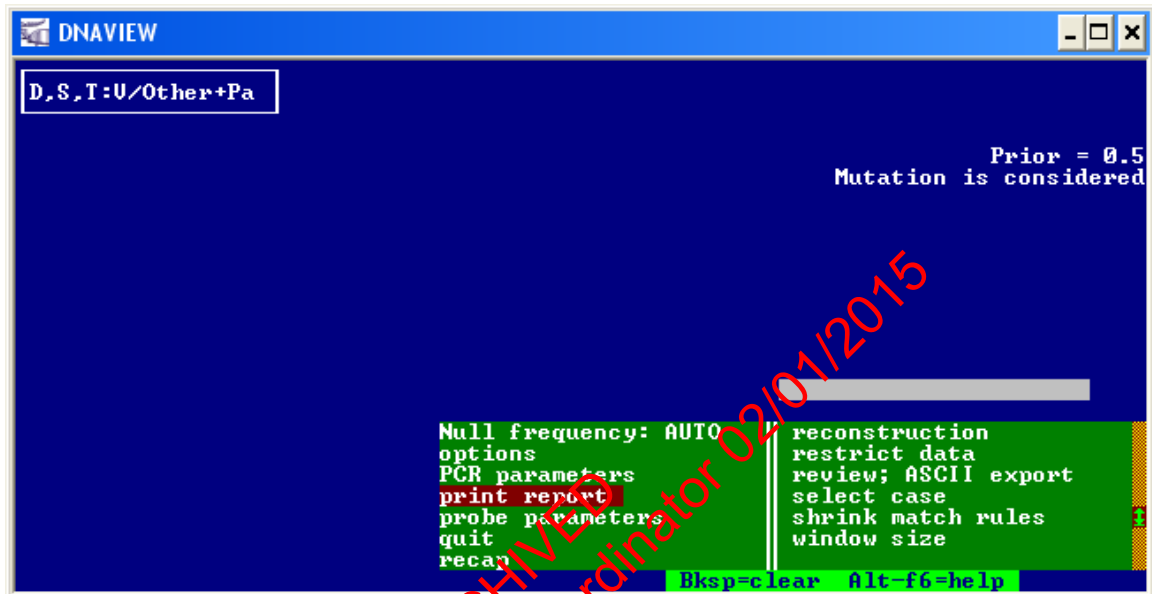 DNAVIEW
D,S,T:V/Other+Pa
Prior = 0.5
Mutation is considered
Null frequency: AUTO
options
PCR parameters
print report
probe parameters
quit
recap
reconstruction
restrict data
review; ASCII export
select case
shrink match rules
window size
Bksp=clear Alt-f6=help
02/01/2015